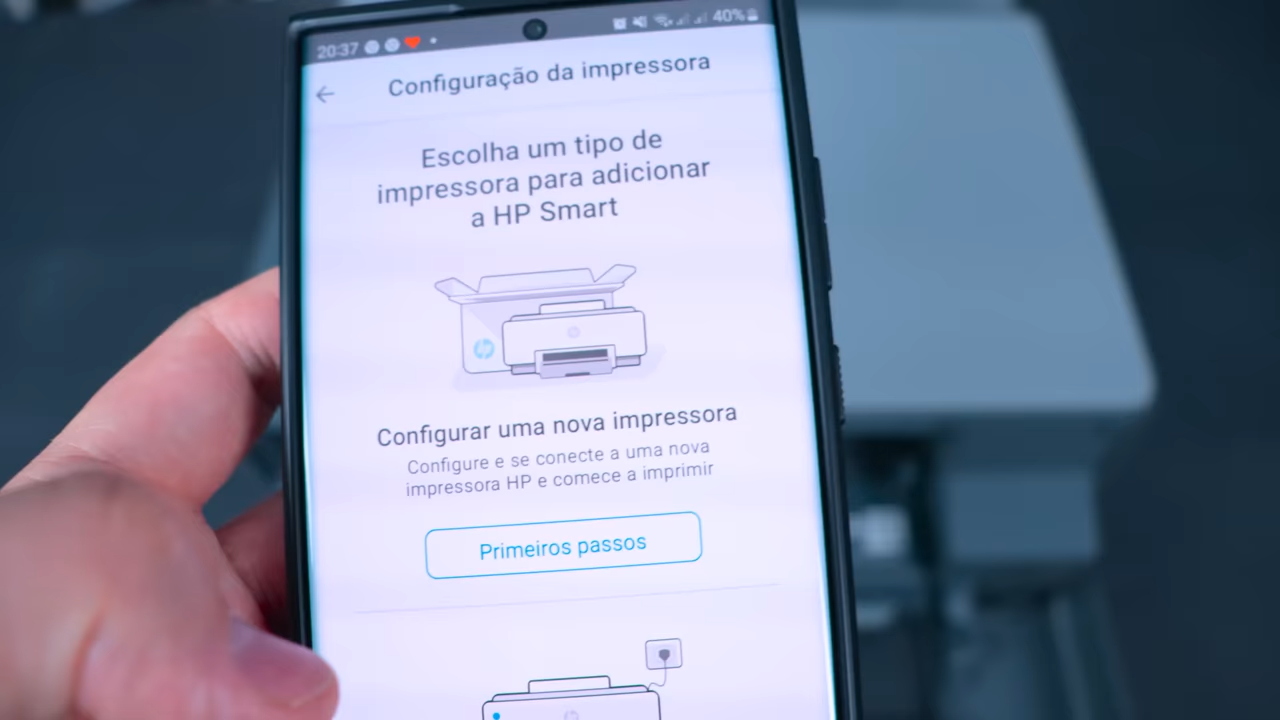 20:37
40%
Configuração da impressora
Escolha um tipo de
impressora para adicionar
a HP Smart
hp
Configurar uma nova impressora
Configure e se conecte a uma nova
impressora HP e comece a imprimir
Primeiros passos